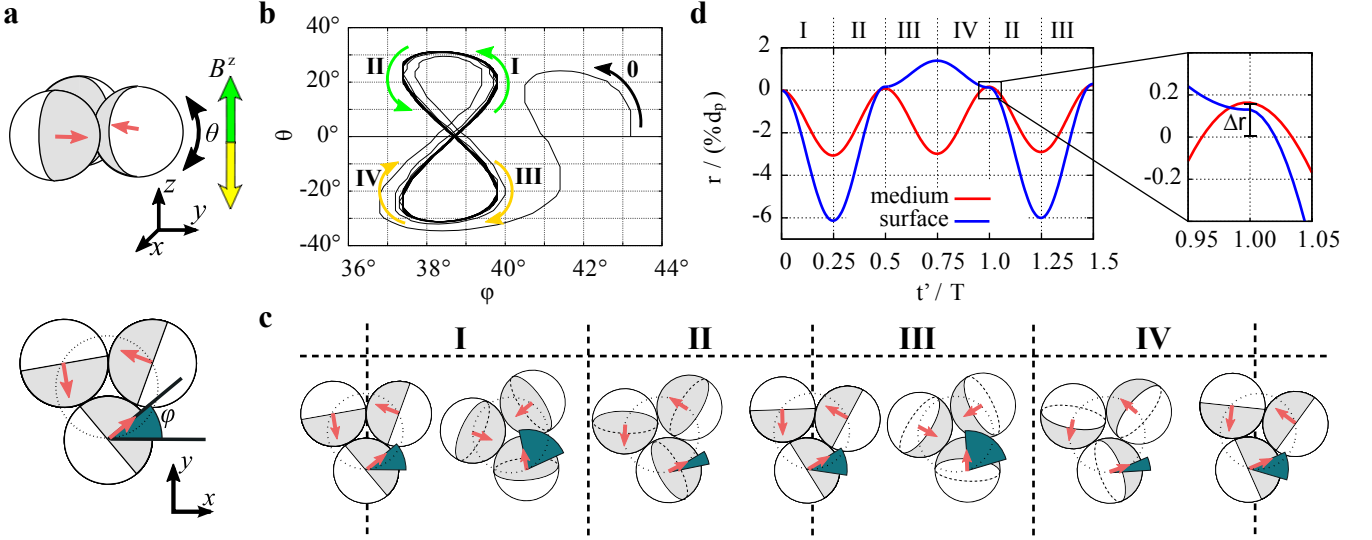 a
Bᶻ
θ
z
y
x
φ
y
x
b
θ
40°
20°
0°
-20°
-40°
II
I
0
IV
III
36°
38°
40°
42°
44°
φ
d
I
II
III
IV
II
III
r / (% dₚ)
2
0
-2
-4
-6
medium
surface
0
0.25
0.5
0.75
1.0
1.25
1.5
t' / T
0.2
0
-0.2
Δr
0.95
1.00
1.05
c
I
II
III
IV